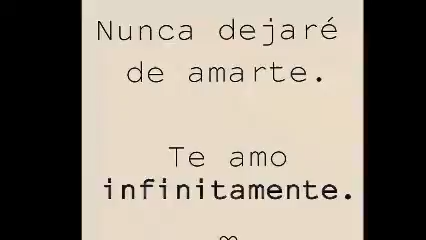 Nunca dejaré
de amarte.
Te amo
infinitamente.
∞